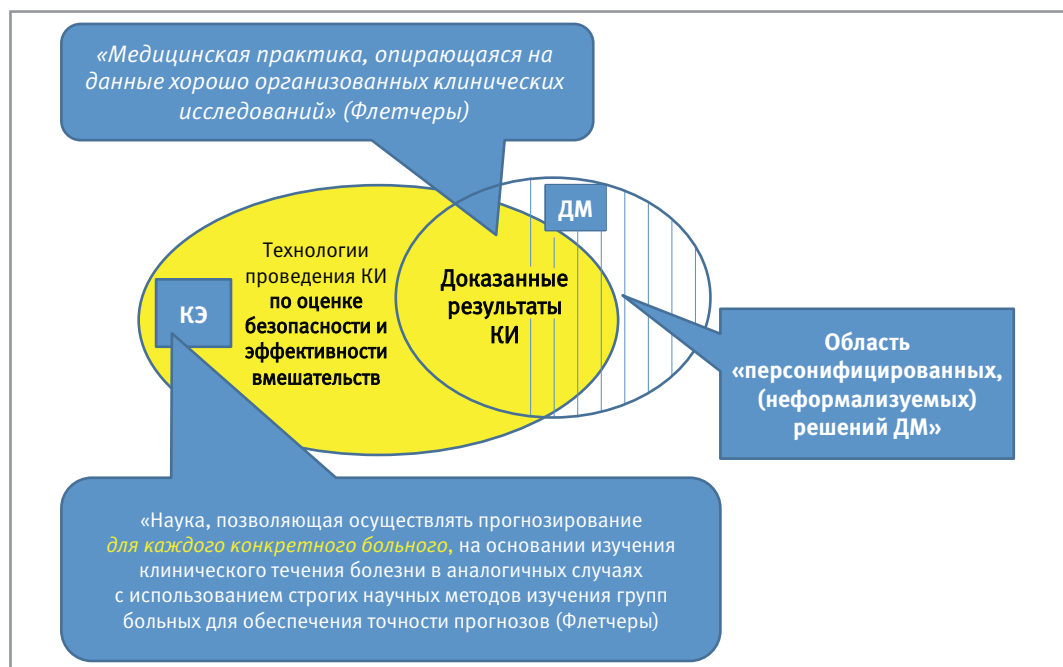 «Медицинская практика, опирающаяся на
данные хорошо организованных клинических
исследований» (Флетчеры)
ДМ
Технологии
проведения КИ
по оценке
безопасности и
эффективности
вмешательств
КЭ
Доказанные
результаты
КИ
Область
«персонифицированных,
(неформализуемых)
решений ДМ»
«Наука, позволяющая осуществлять прогнозирование
для каждого конкретного больного, на основании изучения
клинического течения болезни в аналогичных случаях
с использованием строгих научных методов изучения групп
больных для обеспечения точности прогнозов (Флетчеры)